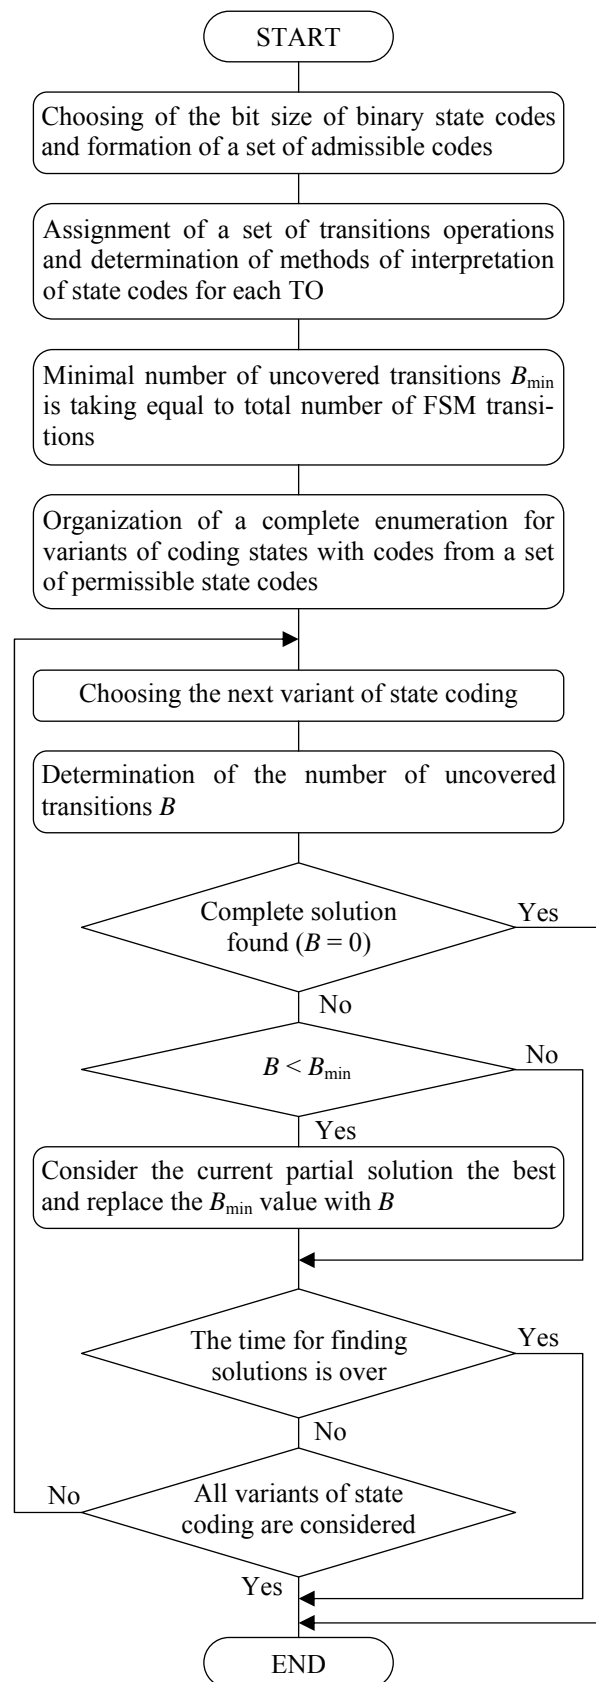 START
Choosing of the bit size of binary state codes
and formation of a set of admissible codes
Assignment of a set of transitions operations
and determination of methods of interpretation
of state codes for each TO
Minimal number of uncovered transitions Bmin
is taking equal to total number of FSM transi-
tions
Organization of a complete enumeration for
variants of coding states with codes from a set
of permissible state codes
Choosing the next variant of state coding
Determination of the number of uncovered
transitions B
Complete solution
found (B = 0)
Yes
No
B < Bmin
No
Yes
Consider the current partial solution the best
and replace the Bmin value with B
The time for finding
solutions is over
Yes
No
All variants of state
coding are considered
No
Yes
END